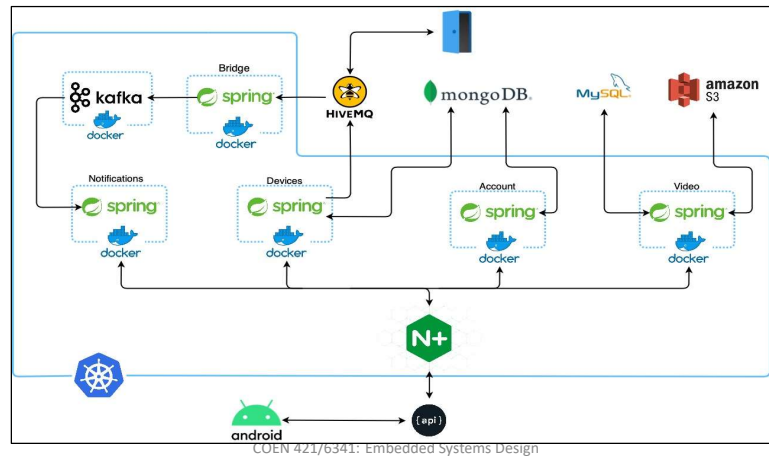 Bridge
kafka
spring
docker
docker
HIVEMQ
mongoDB®
MySQL®
amazon
S3
Notifications
spring
docker
Devices
spring
docker
Account
spring
docker
Video
spring
docker
N+
android
{api}
COEN 421/6341: Embedded Systems Design